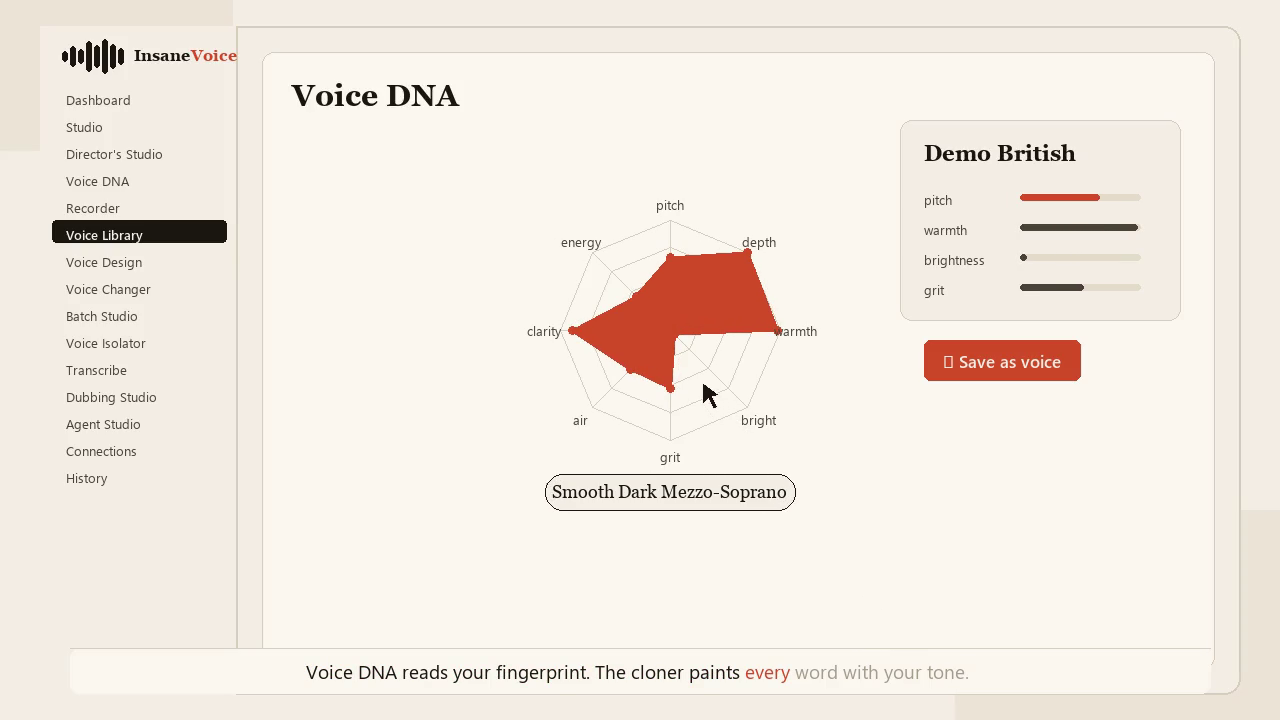 InsaneVoice
Dashboard
Studio
Director's Studio
Voice DNA
Recorder
Voice Library
Voice Design
Voice Changer
Batch Studio
Voice Isolator
Transcribe
Dubbing Studio
Agent Studio
Connections
History
Voice DNA
pitch
energy
depth
clarity
warmth
air
bright
grit
Smooth Dark Mezzo-Soprano
Demo British
pitch
warmth
brightness
grit
Save as voice
Voice DNA reads your fingerprint. The cloner paints every word with your tone.